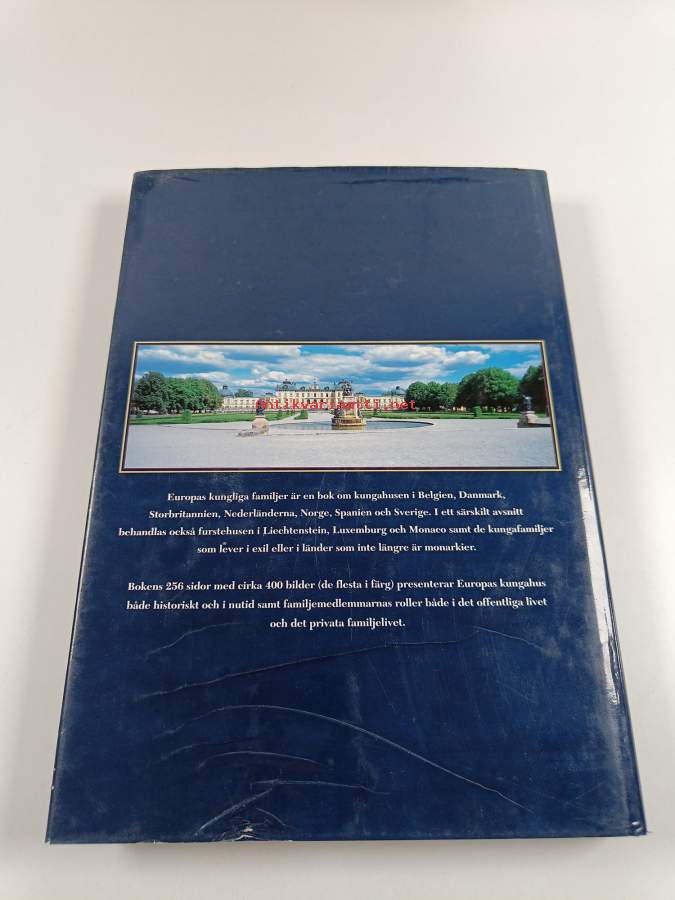 antikvariaatti.net
Europas kungliga familjer är en bok om kungahusen i Belgien, Danmark,
Storbritannien, Nederländerna, Norge, Spanien och Sverige. I ett särskilt avsnitt
behandlas också furstehusen i Liechtenstein, Luxemburg och Monaco samt de kungafamiljer
som lever i exil eller i länder som inte längre är monarkier.
Bokens 256 sidor med cirka 400 bilder (de flesta i färg) presenterar Europas kungahus
både historiskt och i nutid samt familjemedlemmarnas roller både i det offentliga livet
och det privata familjelivet.